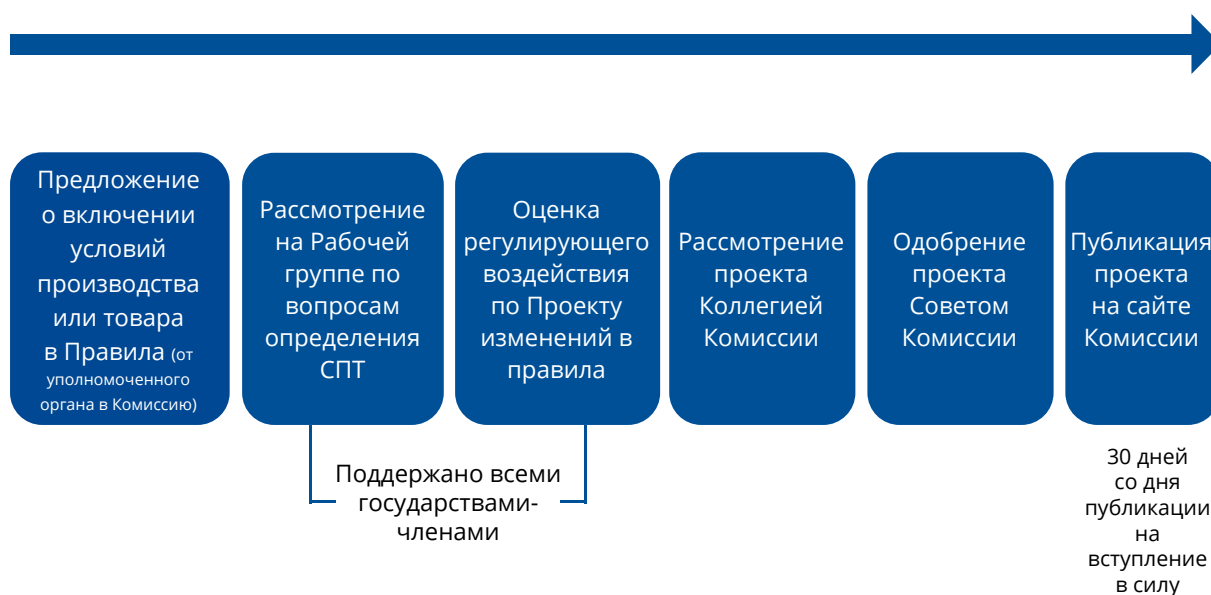 Предложение
о включении
условий
производства
или товара
в Правила (от
уполномоченного
органа в Комиссию)
Рассмотрение
на Рабочей
группе по
вопросам
определения
СПТ
Оценка
регулирующего
воздействия
по Проекту
изменений в
правила
Рассмотрение
проекта
Коллегией
Комиссии
Одобрение
проекта
Советом
Комиссии
Публикация
проекта
на сайте
Комиссии
Поддержано всеми
государствами-
членами
30 дней
со дня
публикации
на
вступление
в силу